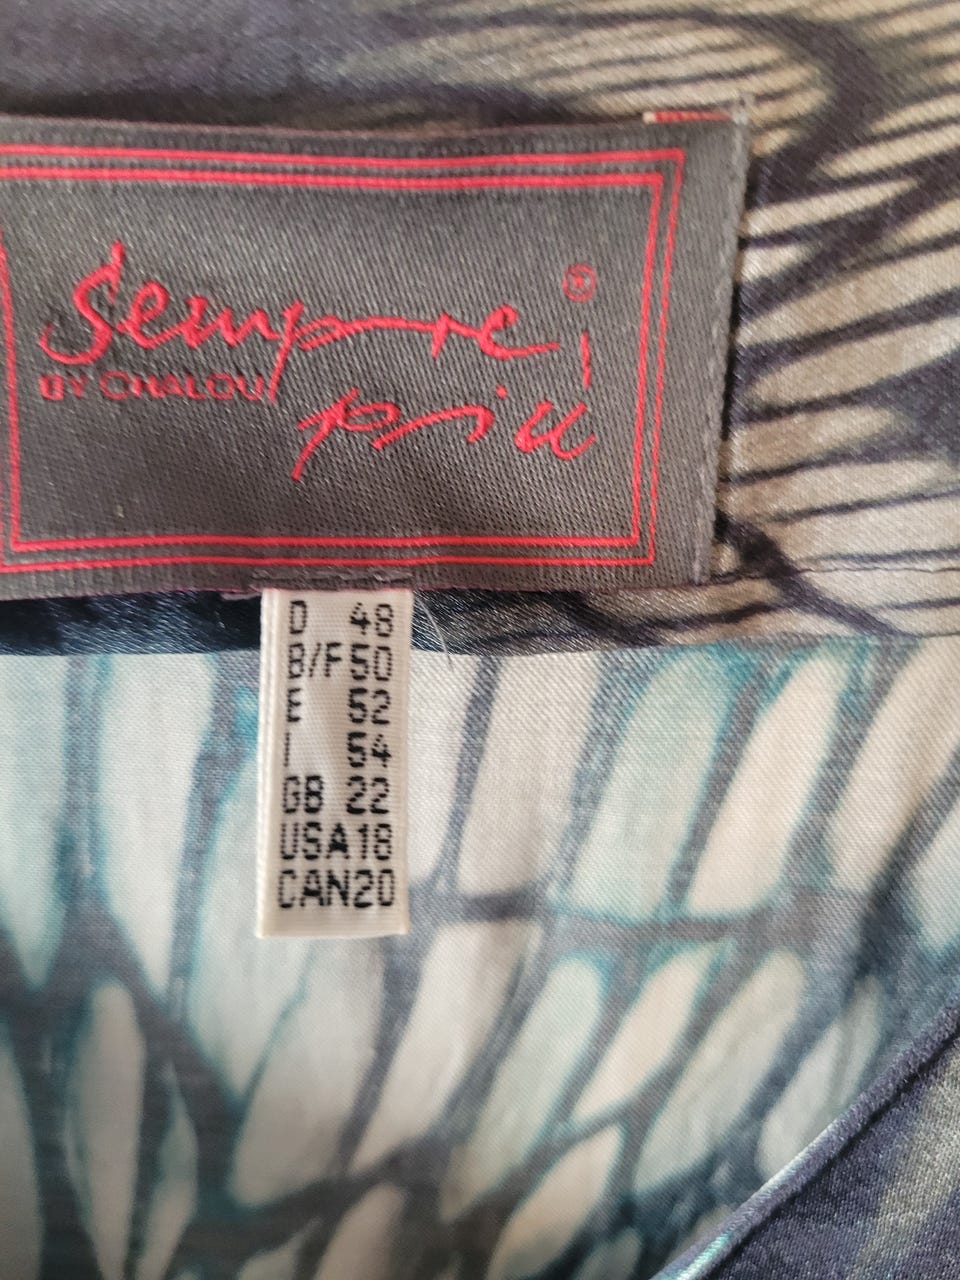 Sempre
®
BY CHALOU
più
D 48
B/F 50
E 52
I 54
GB 22
USA 18
CAN 20